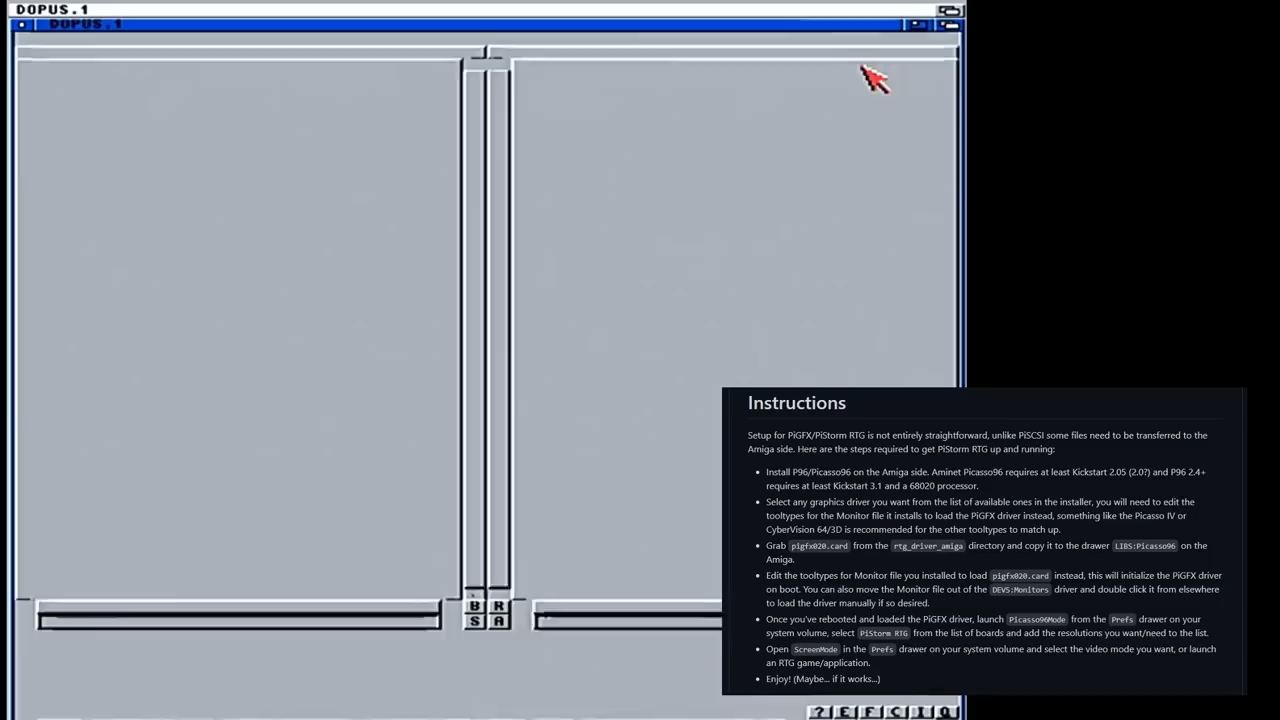 DOPUS.1
DOPUS.1
B R
S A
? E F C I Q
Instructions
Setup for PiGFX/PiStorm RTG is not entirely straightforward, unlike PiSCSI some files need to be transferred to the
Amiga side. Here are the steps required to get PiStorm RTG up and running:
• Install P96/Picasso96 on the Amiga side. Aminet Picasso96 requires at least Kickstart 2.05 (2.0?) and P96 2.4+
requires at least Kickstart 3.1 and a 68020 processor.
• Select any graphics driver you want from the list of available ones in the installer, you will need to edit the
tooltypes for the Monitor file it installs to load the PiGFX driver instead, something like the Picasso IV or
CyberVision 64/3D is recommended for the other tooltypes to match up.
• Grab pigfx020.card from the rtg_driver_amiga directory and copy it to the drawer LIBS:Picasso96 on the
Amiga.
• Edit the tooltypes for Monitor file you installed to load pigfx020.card instead, this will initialize the PiGFX driver
on boot. You can also move the Monitor file out of the DEVS:Monitors driver and double click it from elsewhere
to load the driver manually if so desired.
• Once you've rebooted and loaded the PiGFX driver, launch Picasso96Mode from the Prefs drawer on your
system volume, select PiStorm RTG from the list of boards and add the resolutions you want/need to the list.
• Open ScreenMode in the Prefs drawer on your system volume and select the video mode you want, or launch
an RTG game/application.
• Enjoy! (Maybe... if it works...)